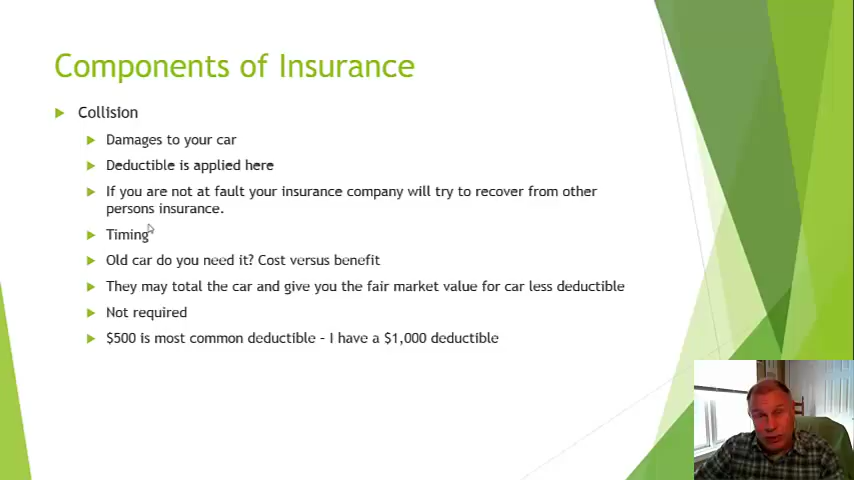 Components of Insurance
Collision
Damages to your car
Deductible is applied here
If you are not at fault your insurance company will try to recover from other
persons insurance.
Timing
Old car do you need it? Cost versus benefit
They may total the car and give you the fair market value for car less deductible
Not required
$500 is most common deductible – I have a $1,000 deductible